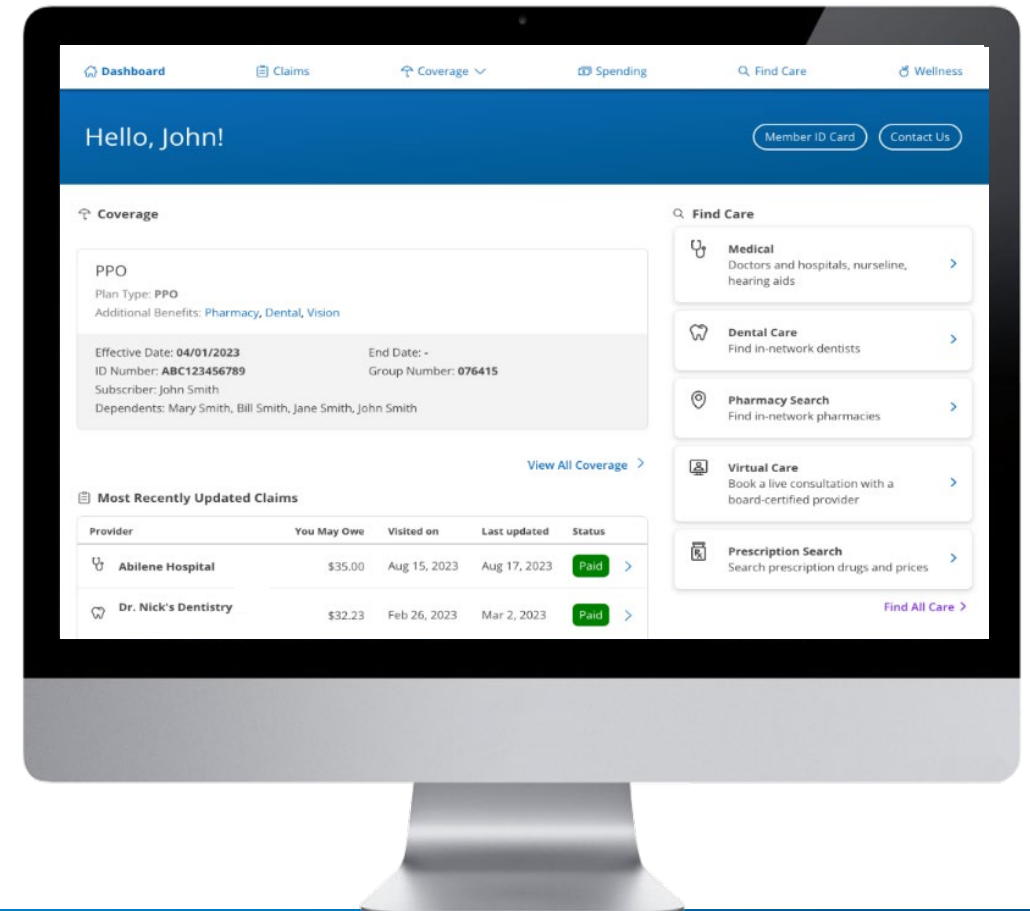 Dashboard Claims Coverage Spending Find Care Wellness
Hello, John!
Member ID Card Contact Us
Coverage
PPO
Plan Type: PPO
Additional Benefits: Pharmacy, Dental, Vision
Effective Date: 04/01/2023 End Date: -
ID Number: ABC123456789 Group Number: 076415
Subscriber: John Smith
Dependents: Mary Smith, Bill Smith, Jane Smith, John Smith
View All Coverage
Most Recently Updated Claims
Provider You May Owe Visited on Last updated Status
Abilene Hospital $35.00 Aug 15, 2023 Aug 17, 2023 Paid
Dr. Nick's Dentistry $32.23 Feb 26, 2023 Mar 2, 2023 Paid
Find Care
Medical
Doctors and hospitals, nurseline,
hearing aids
Dental Care
Find in-network dentists
Pharmacy Search
Find in-network pharmacies
Virtual Care
Book a live consultation with a
board-certified provider
Prescription Search
Search prescription drugs and prices
Find All Care